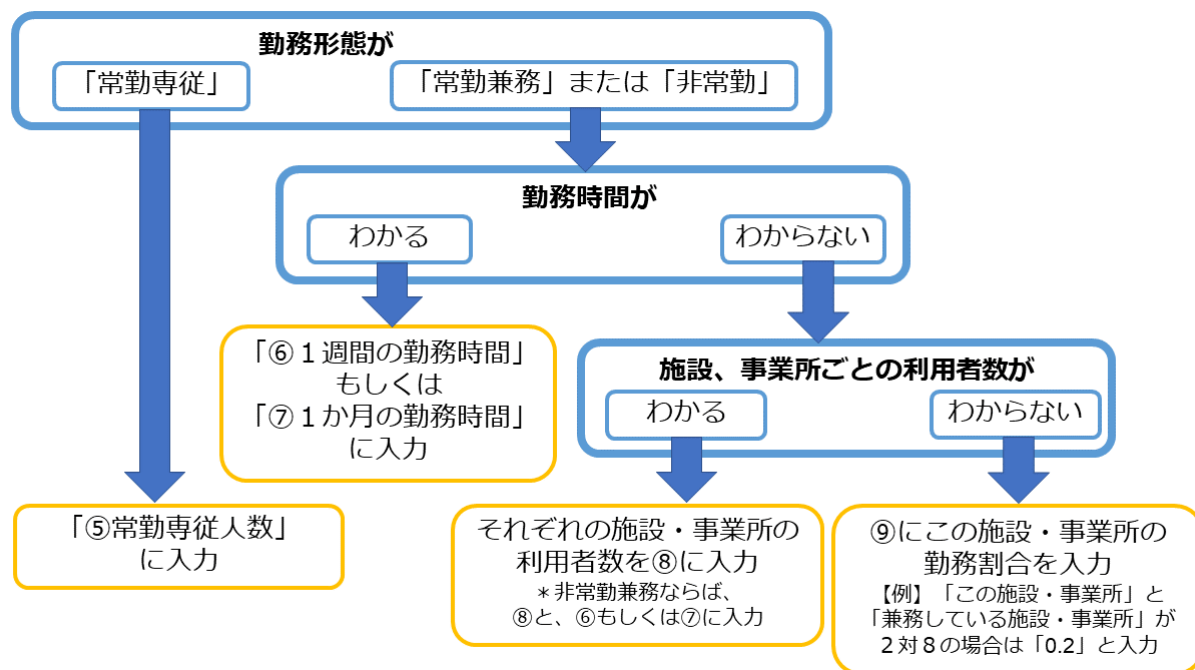 勤務形態が
「常勤専従」
「常勤兼務」または「非常勤」
勤務時間が
わかる
わからない
「⑥１週間の勤務時間」
もしくは
「⑦１か月の勤務時間」
に入力
施設、事業所ごとの利用者数が
わかる
わからない
「⑤常勤専従人数」
に入力
それぞれの施設・事業所の
利用者数を⑧に入力
＊非常勤兼務ならば、
⑧と、⑥もしくは⑦に入力
⑨にこの施設・事業所の
勤務割合を入力
【例】「この施設・事業所」と
「兼務している施設・事業所」が
２対８の場合は「0.2」と入力